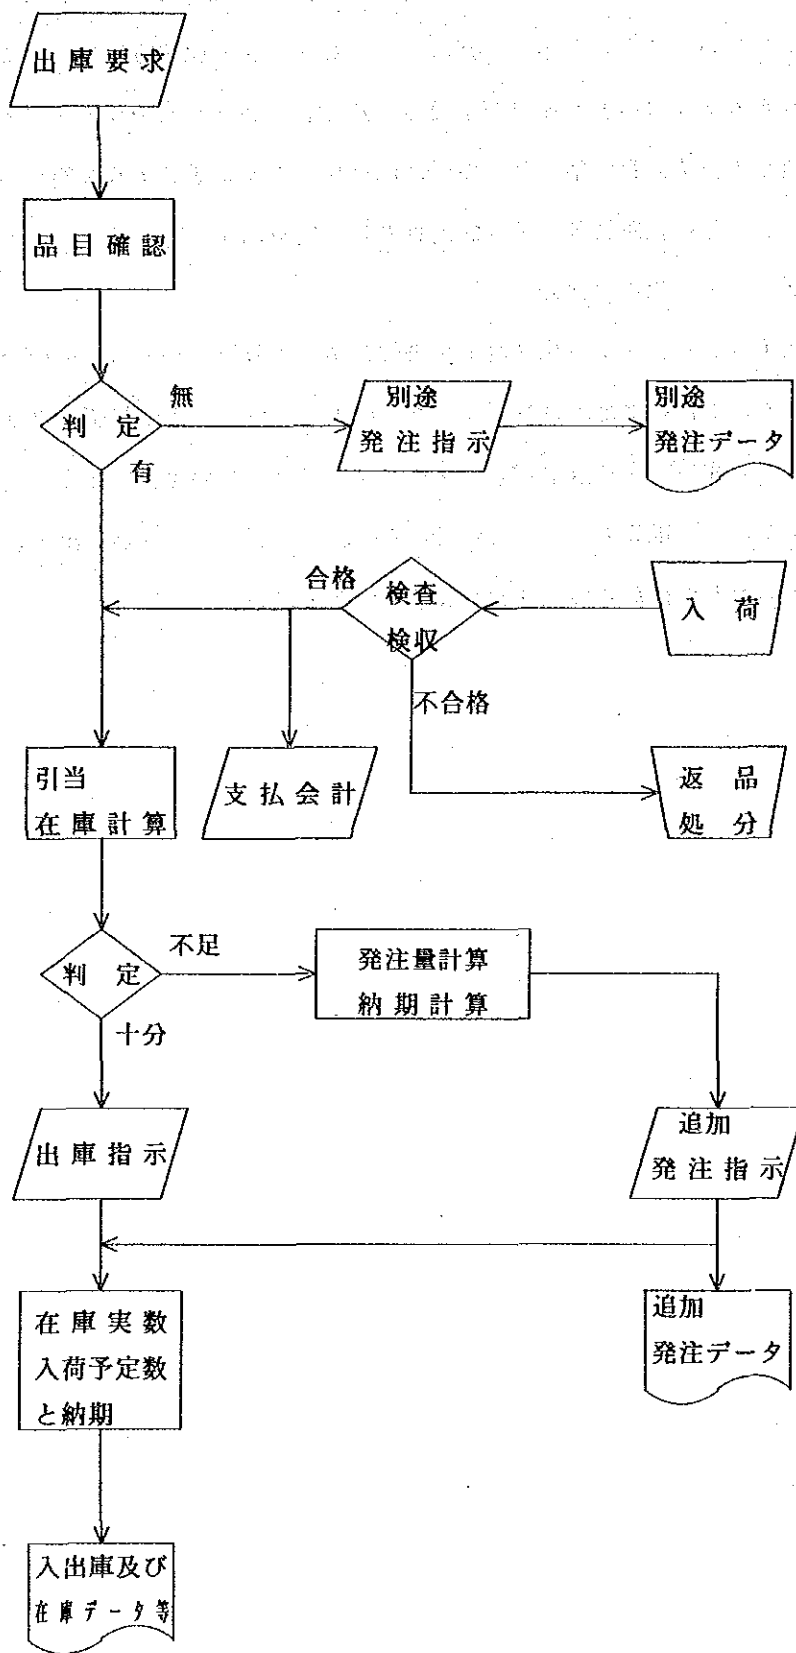 出庫要求
品目確認
判定
無
有
別途
発注指示
別途
発注データ
合格
検査
検収
不合格
入荷
引当
在庫計算
支払会計
返品
処分
判定
不足
十分
発注量計算
納期計算
出庫指示
追加
発注指示
在庫実数
入荷予定数
と納期
追加
発注データ
入出庫及び
在庫データ等